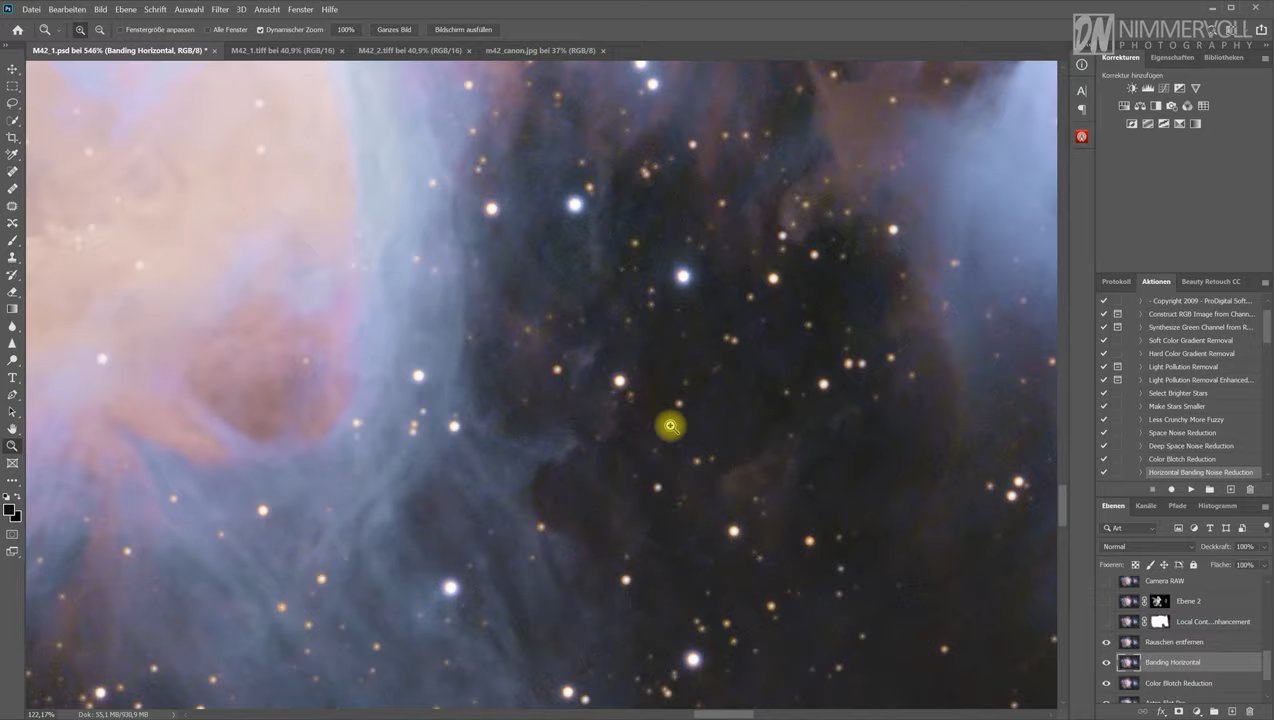 Datei Bearbeiten Bild Ebene Schrift Auswahl Filter 3D Ansicht Fenster Hilfe
Fenstergröße anpassen Alle Fenster Dynamischer Zoom 100% Ganzes Bild Bildschirm ausfüllen
DN NIMMERVOLL
PHOTOGRAPHY
M42_1.psd bei 546% (Banding Horizontal, RGB/8) * × M42_1.tiff bei 40,9% (RGB/16) × M42_2.tiff bei 40,9% (RGB/16) × m42_canon.jpg bei 37% (RGB/8) ×
Korrekturen Eigenschaften Bibliotheken
Korrektur hinzufügen
Protokoll Aktionen Beauty Retouch CC
- Copyright 2009 - ProDigital Soft...
Construct RGB Image from Chann...
Synthesize Green Channel from R...
Soft Color Gradient Removal
Hard Color Gradient Removal
Light Pollution Removal
Light Pollution Removal Enhanced...
Select Brighter Stars
Make Stars Smaller
Less Crunchy More Fuzzy
Space Noise Reduction
Deep Space Noise Reduction
Color Blotch Reduction
Horizontal Banding Noise Reduction
Ebenen Kanäle Pfade Histogramm
Art
Normal Deckkraft: 100%
Fixieren: Fläche: 100%
Camera RAW
Ebene 2
Local Cont...nhancement
Rauschen entfernen
Banding Horizontal
Color Blotch Reduction
122,17% Dok: 55,1 MB/930,9 MB